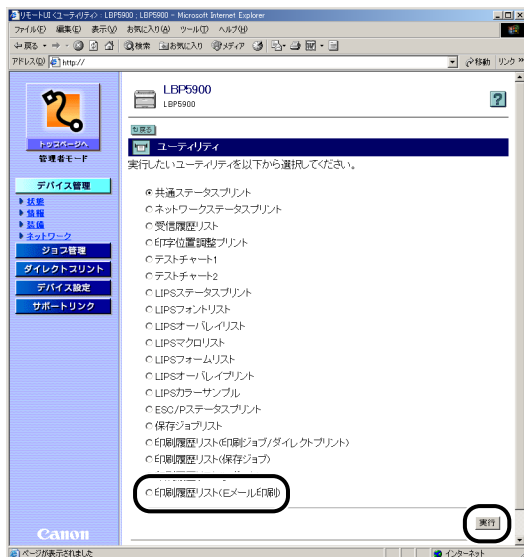 リモートUI <ユーティリティ> : LBP5900 ; LBP5900 - Microsoft Internet Explorer
ファイル(F) 編集(E) 表示(V) お気に入り(A) ツール(T) ヘルプ(H)
戻る 検索 お気に入り メディア
アドレス(D) http:// 移動 リンク »
LBP5900
LBP5900
?
戻る
トップページへ
管理者モード
ユーティリティ
実行したいユーティリティを以下から選択してください。
デバイス管理
状態
情報
装備
ネットワーク
ジョブ管理
ダイレクトプリント
デバイス設定
サポートリンク
共通ステータスプリント
ネットワークステータスプリント
受信履歴リスト
印字位置調整プリント
テストチャート1
テストチャート2
LIPSステータスプリント
LIPSフォントリスト
LIPSオーバレイリスト
LIPSマクロリスト
LIPSフォームリスト
LIPSオーバレイプリント
LIPSカラーサンプル
ESC/Pステータスプリント
保存ジョブリスト
印刷履歴リスト(印刷ジョブ/ダイレクトプリント)
印刷履歴リスト(保存ジョブ)
印刷履歴リスト(Eメール印刷)
実行
Canon
ページが表示されました
インターネット